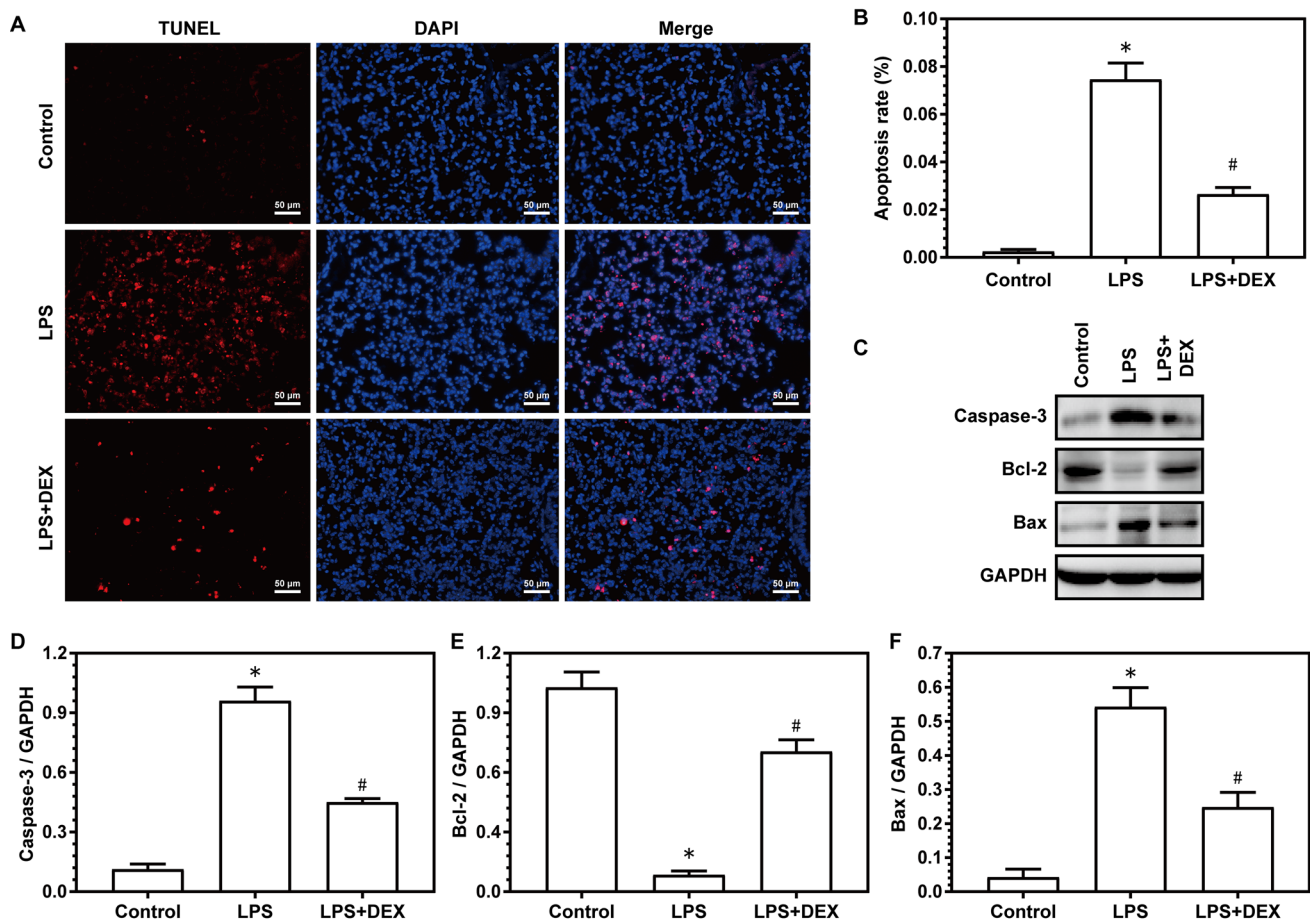 A
TUNEL
DAPI
Merge
Control
50 µm
50 µm
50 µm
LPS
50 µm
50 µm
50 µm
LPS+DEX
50 µm
50 µm
50 µm
B
Apoptosis rate (%)
0.10
0.08
0.06
0.04
0.02
0.00
*
#
Control
LPS
LPS+DEX
C
Control
LPS
LPS+
DEX
Caspase-3
Bcl-2
Bax
GAPDH
D
Caspase-3 / GAPDH
1.2
0.9
0.6
0.3
0.0
*
#
Control
LPS
LPS+DEX
E
Bcl-2 / GAPDH
1.2
0.9
0.6
0.4
0.0
*
#
Control
LPS
LPS+DEX
F
Bax / GAPDH
0.7
0.6
0.5
0.4
0.3
0.2
0.1
0.0
*
#
Control
LPS
LPS+DEX